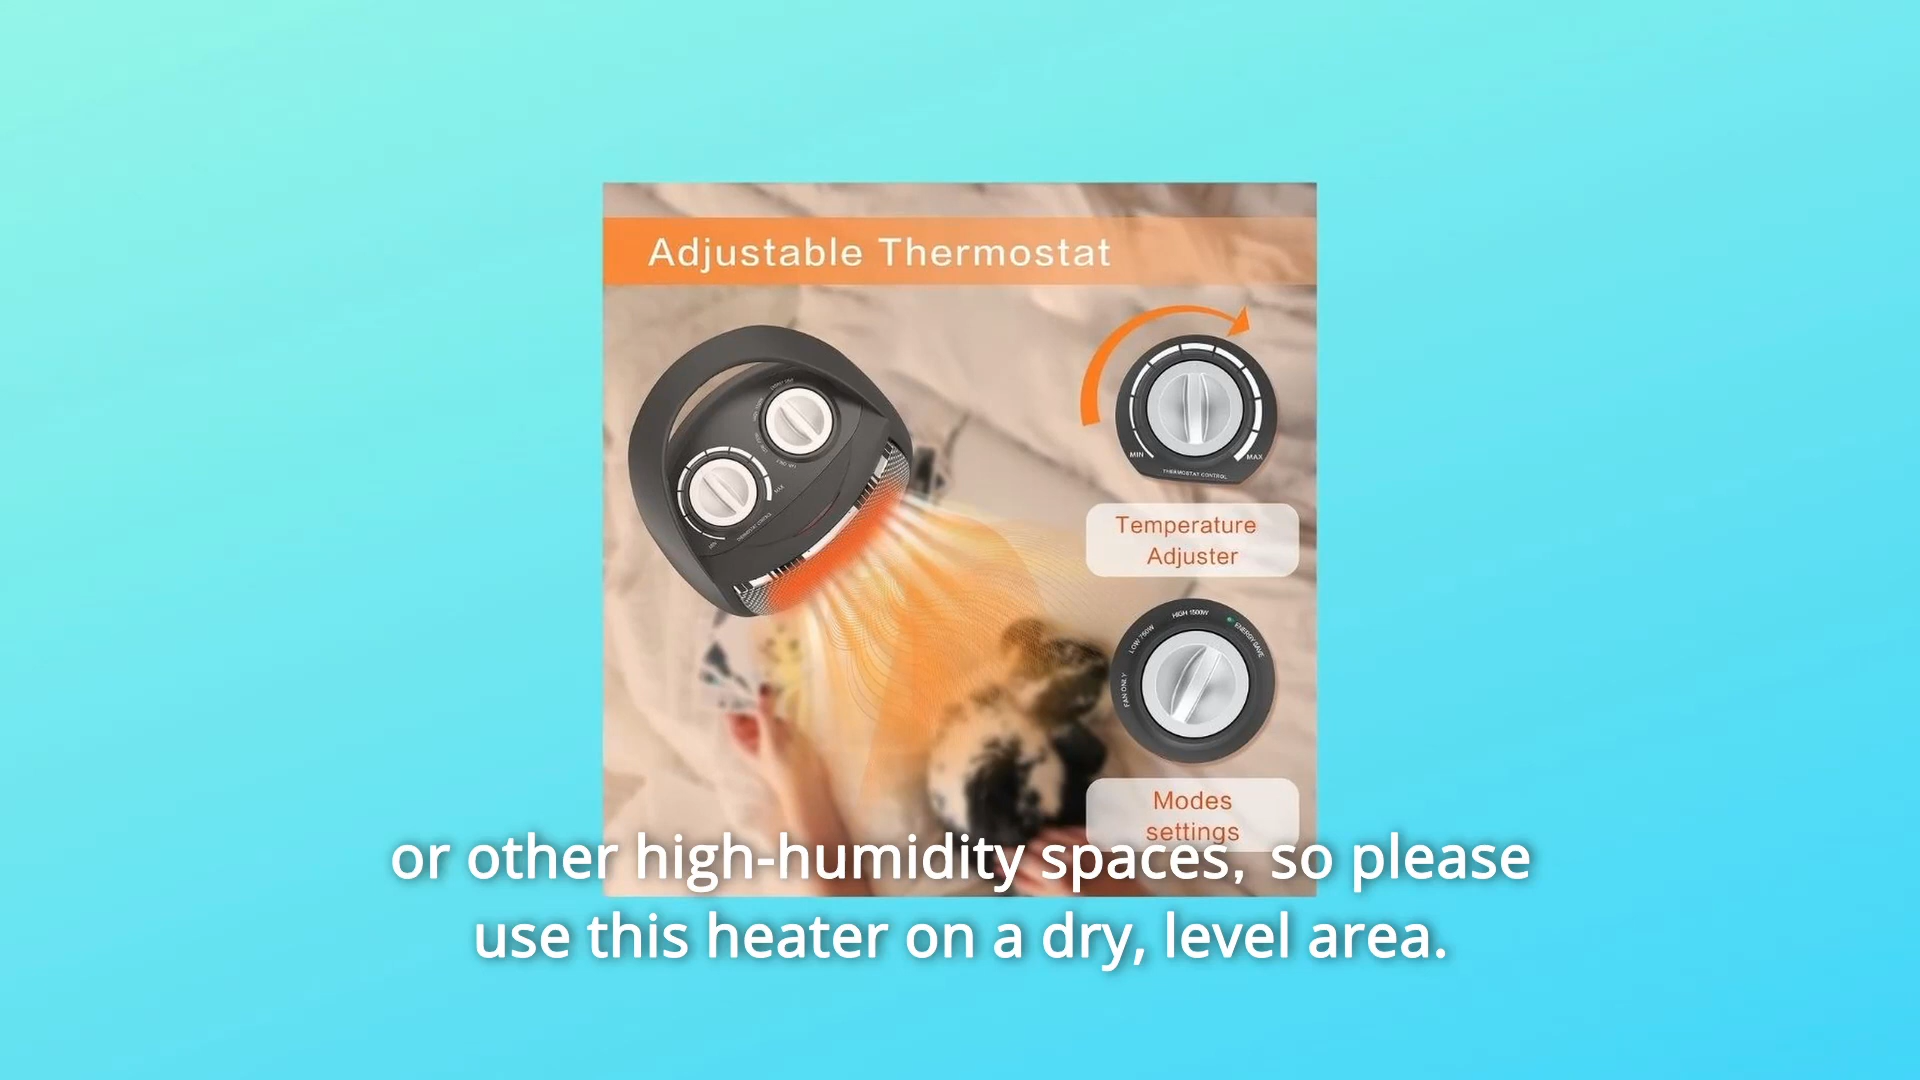 Adjustable Thermostat
MIN
MAX
THERMOSTAT CONTROL
Temperature
Adjuster
FAN ONLY
LOW 750W
HIGH 1500W
ENERGY SAVE
Modes
settings
or other high-humidity spaces, so please
use this heater on a dry, level area.